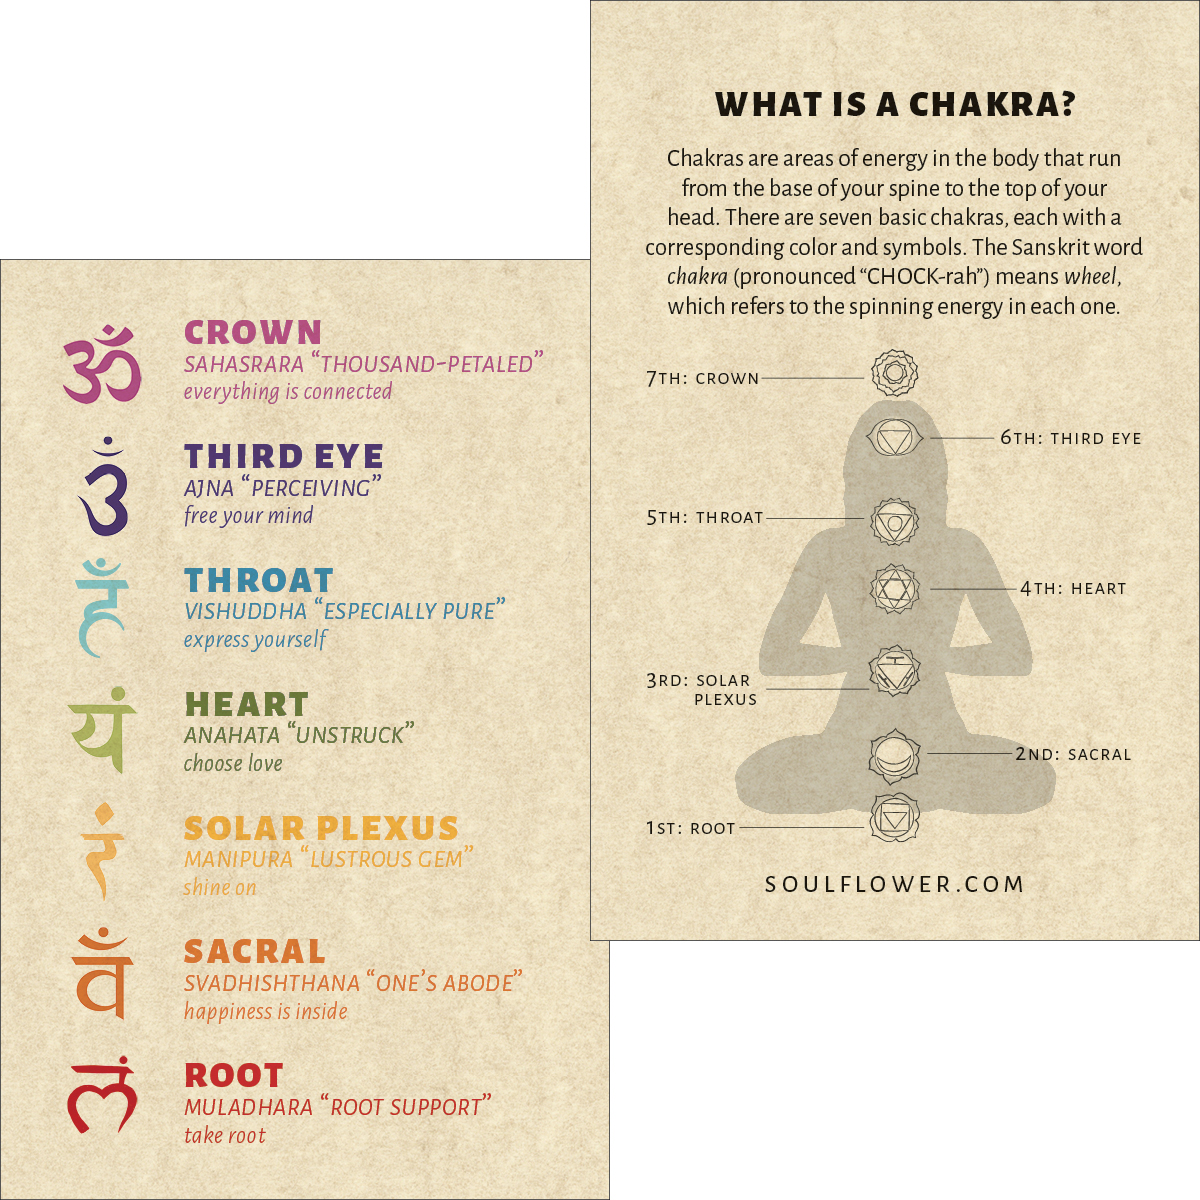 WHAT IS A CHAKRA?
Chakras are areas of energy in the body that run
from the base of your spine to the top of your
head. There are seven basic chakras, each with a
corresponding color and symbols. The Sanskrit word
chakra (pronounced “CHOCK-rah”) means wheel,
which refers to the spinning energy in each one.
7TH: CROWN
6TH: THIRD EYE
5TH: THROAT
4TH: HEART
3RD: SOLAR
PLEXUS
2ND: SACRAL
1ST: ROOT
SOULFLOWER.COM
ॐ
CROWN
SAHASRARA “THOUSAND-PETALED”
everything is connected
THIRD EYE
AJNA “PERCEIVING”
free your mind
हँ
THROAT
VISHUDDHA “ESPECIALLY PURE”
express yourself
यं
HEART
ANAHATA “UNSTRUCK”
choose love
रं
SOLAR PLEXUS
MANIPURA “LUSTROUS GEM”
shine on
वँ
SACRAL
SVADHISHTHANA “ONE’S ABODE”
happiness is inside
लं
ROOT
MULADHARA “ROOT SUPPORT”
take root